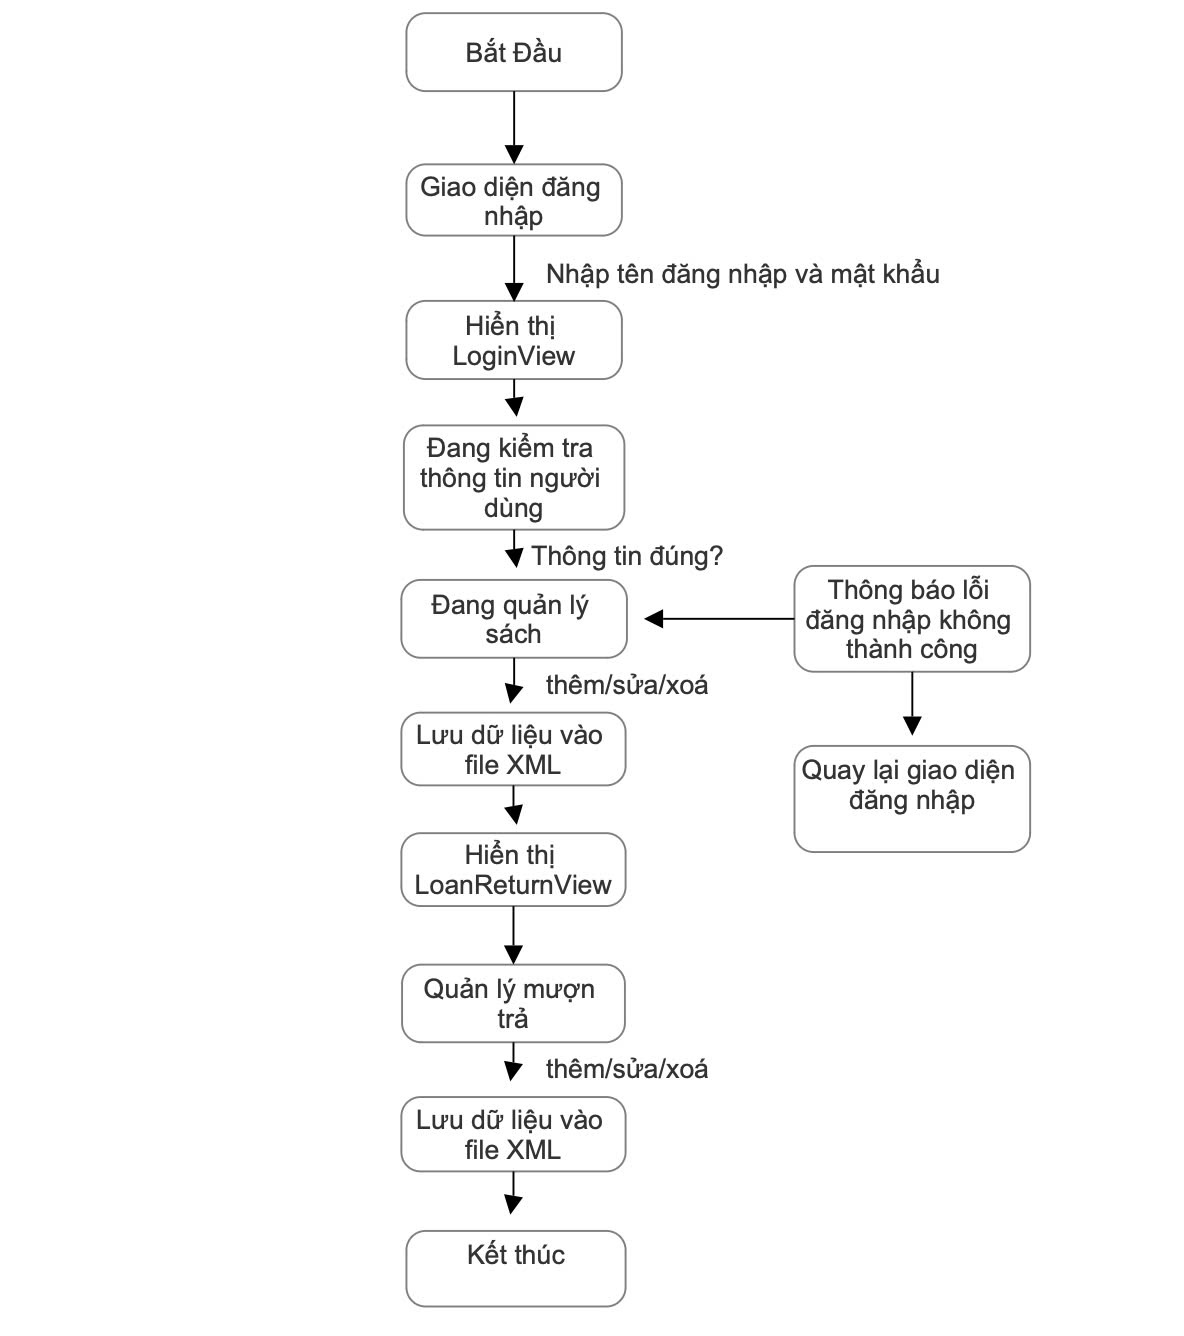 Bắt Đầu
Giao diện đăng
nhập
Nhập tên đăng nhập và mật khẩu
Hiển thị
LoginView
Đang kiểm tra
thông tin người
dùng
Thông tin đúng?
Đang quản lý
sách
Thông báo lỗi
đăng nhập không
thành công
thêm/sửa/xoá
Lưu dữ liệu vào
file XML
Quay lại giao diện
đăng nhập
Hiển thị
LoanReturnView
Quản lý mượn
trả
thêm/sửa/xoá
Lưu dữ liệu vào
file XML
Kết thúc